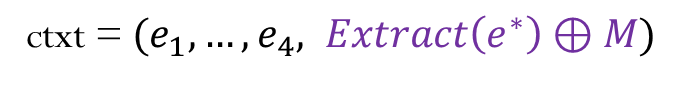 ctxt = (e₁, …, e₄, Extract(e*) ⊕ M)